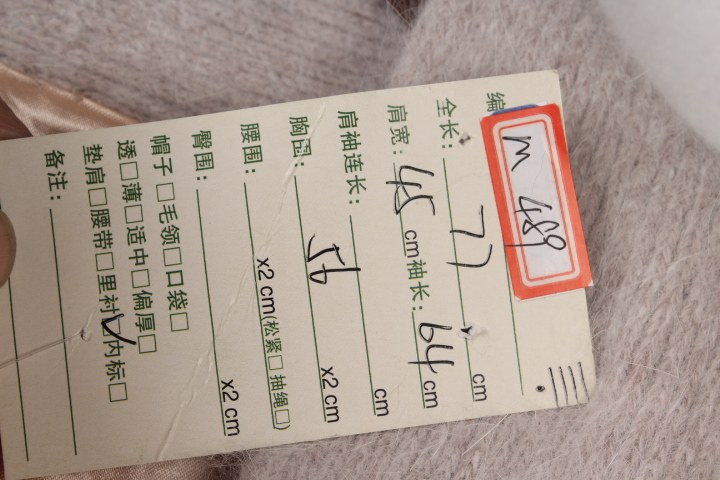 编
M 489
全长: 77 cm
肩宽: 45 cm 袖长: 64 cm
肩袖连长: cm
胸围: 56 x2 cm
腰围: x2 cm(松紧□ 抽绳□)
臀围: x2 cm
帽子□毛领□口袋□
透□薄□适中□偏厚□
垫肩□腰带□里衬☑内标□
备注: